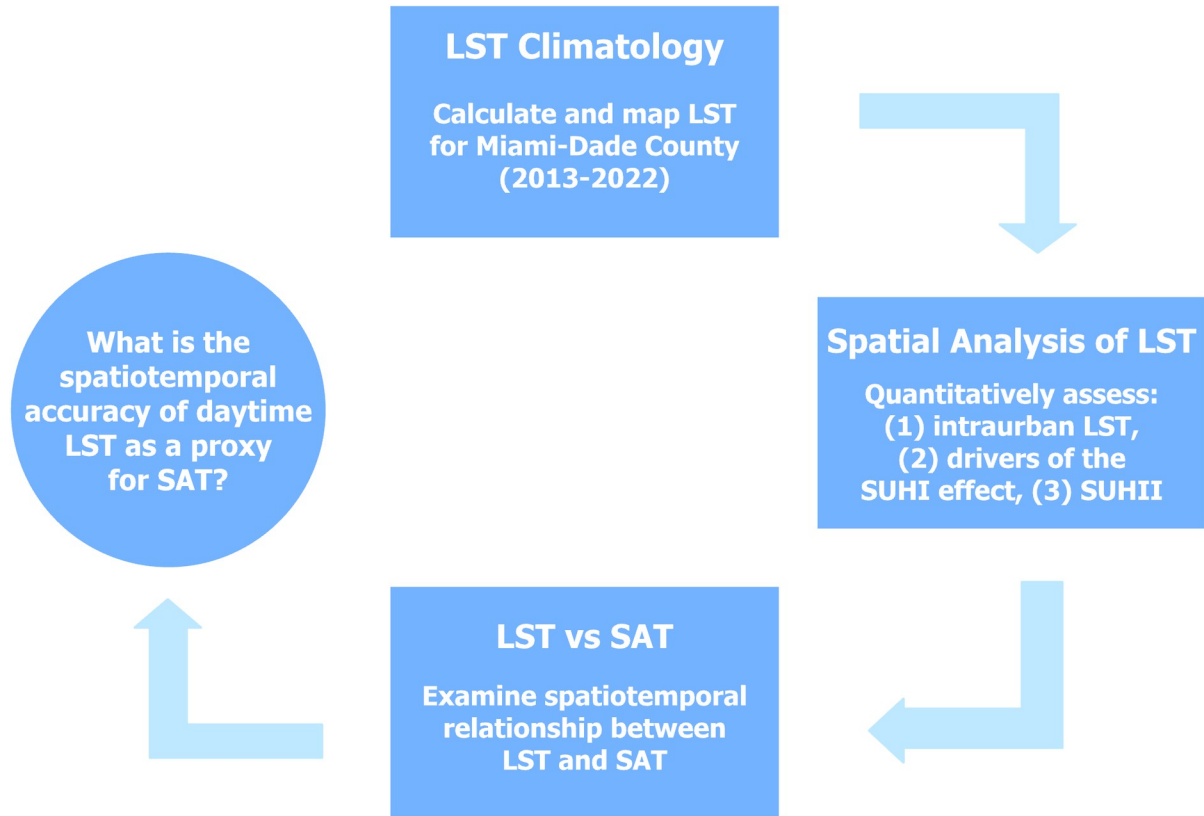 LST Climatology
Calculate and map LST
for Miami-Dade County
(2013-2022)
Spatial Analysis of LST
Quantitatively assess:
(1) intraurban LST,
(2) drivers of the
SUHI effect, (3) SUHII
LST vs SAT
Examine spatiotemporal
relationship between
LST and SAT
What is the
spatiotemporal
accuracy of daytime
LST as a proxy
for SAT?